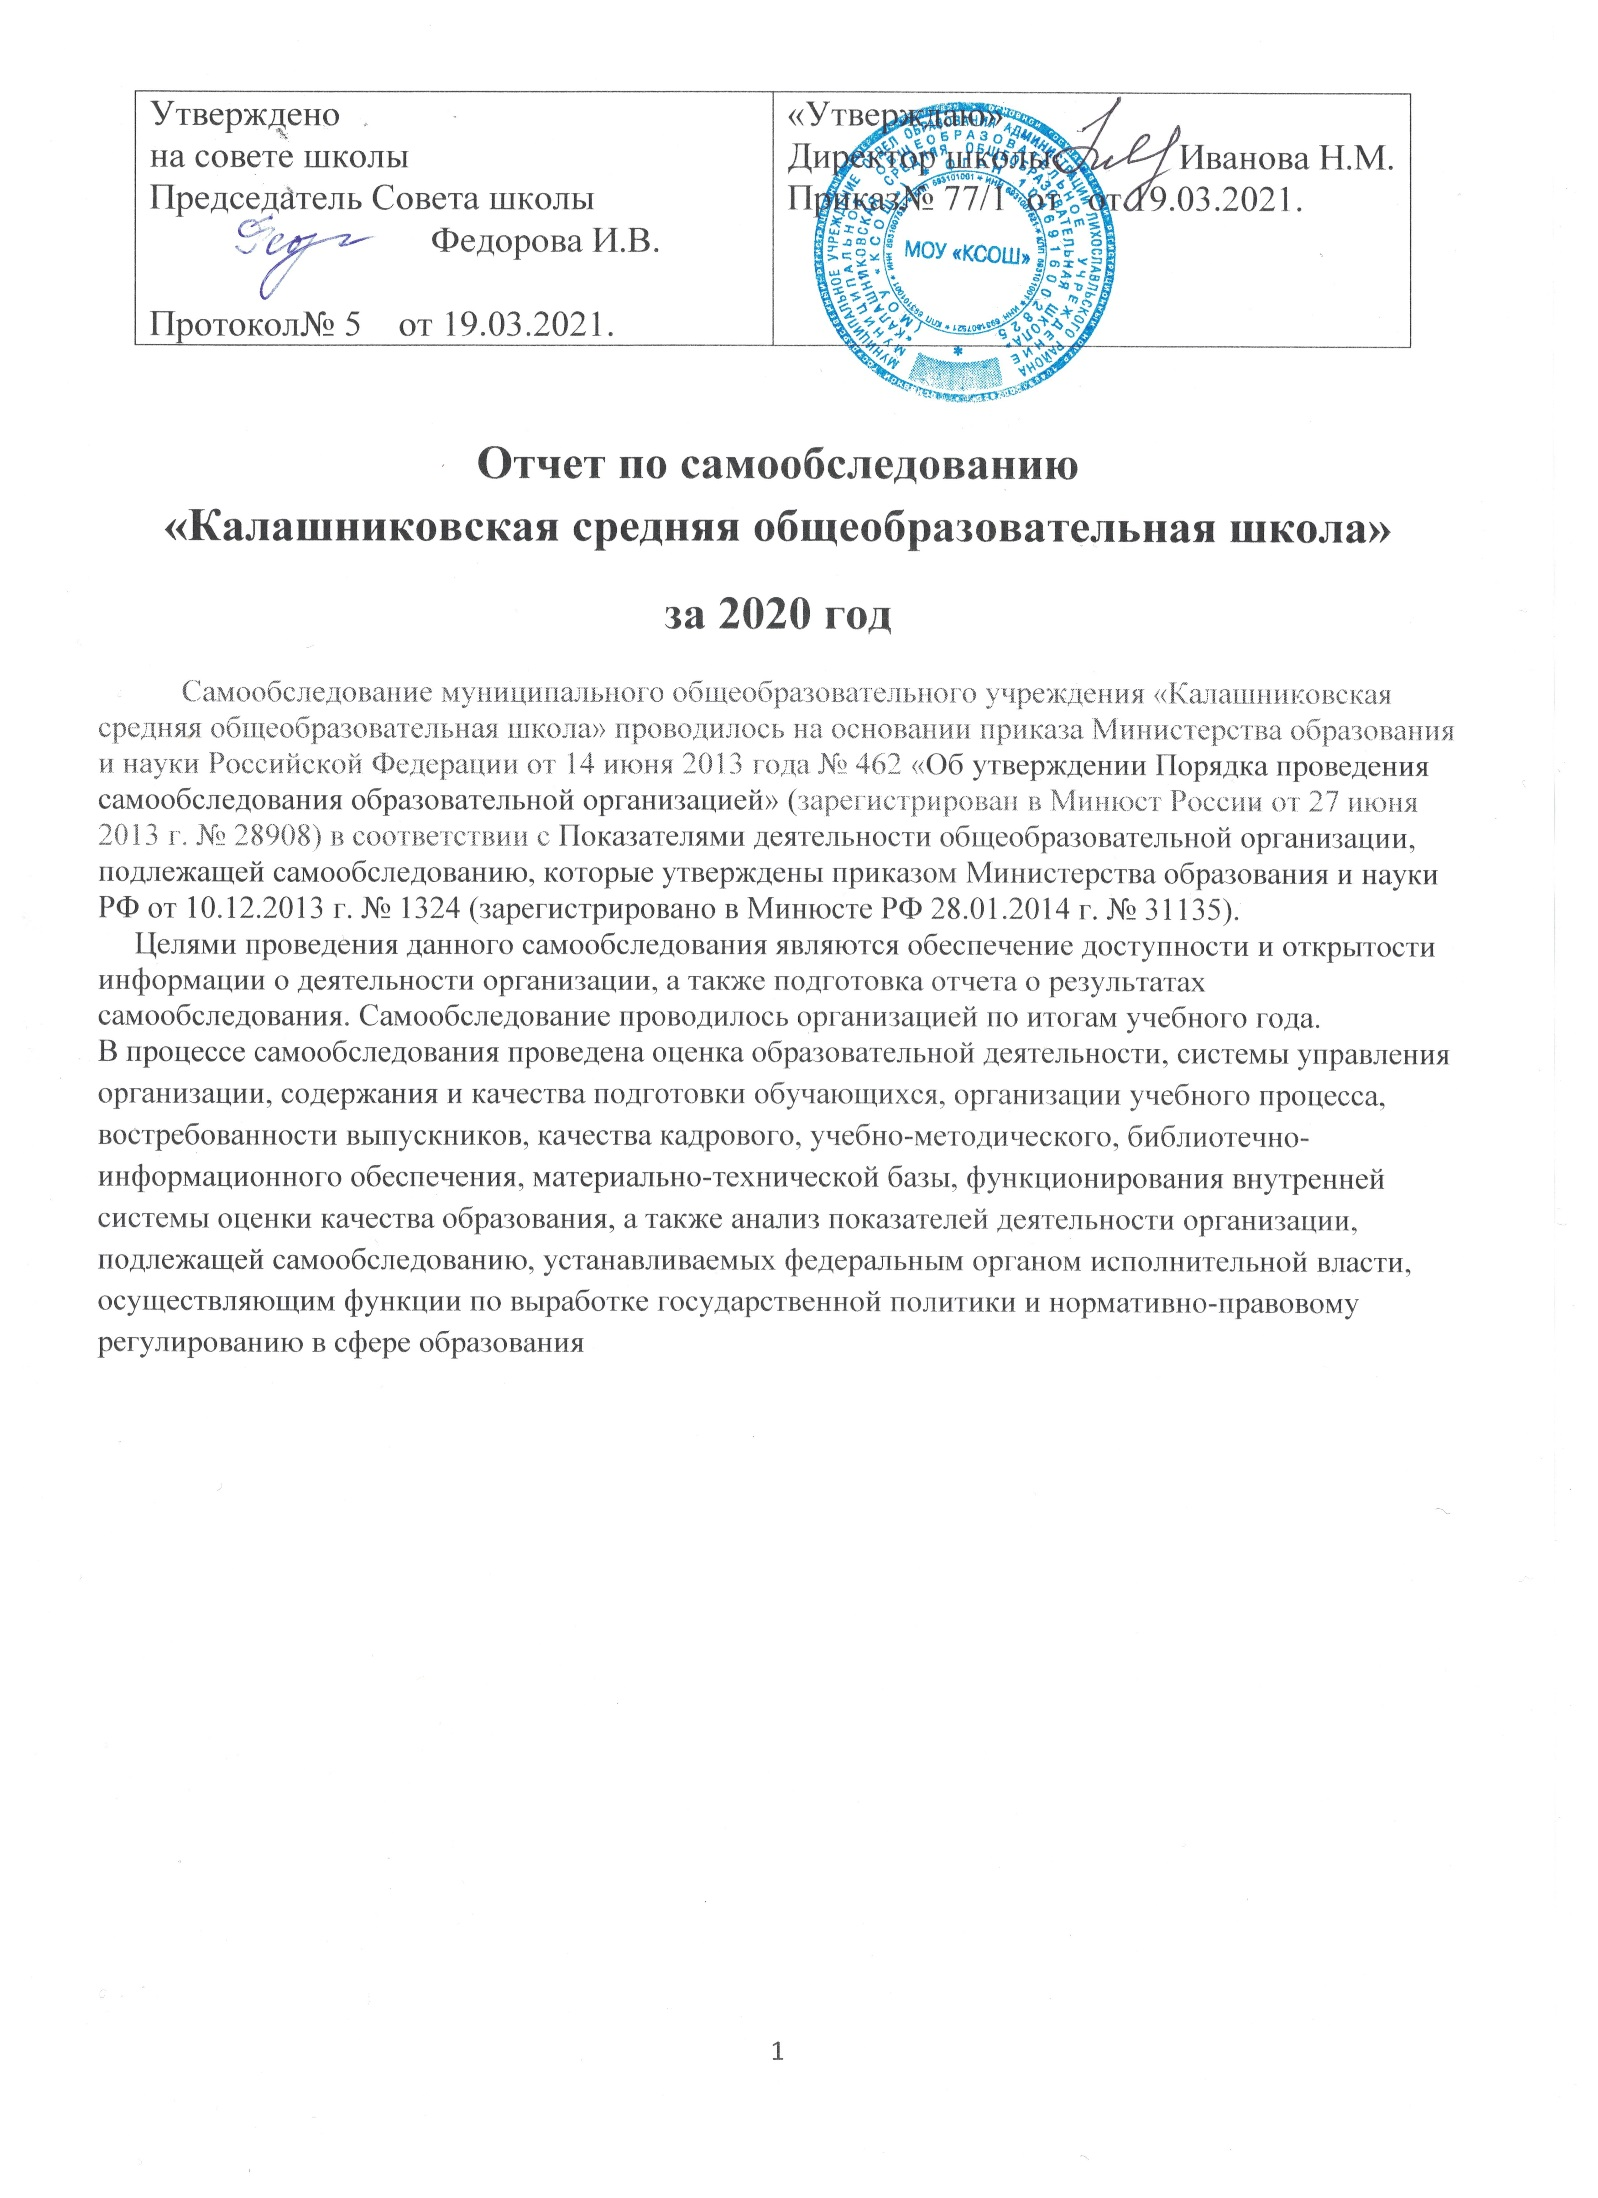 Утверждено
на совете школы
Председатель Совета школы
Федорова И.В.
Протокол№ 5 от 19.03.2021.
«Утверждаю»
Директор школы: Иванова Н.М.
Приказ№ 77/1 от от 19.03.2021.
МОУ «КСОШ»
Отчет по самообследованию
«Калашниковская средняя общеобразовательная школа»
за 2020 год
Самообследование муниципального общеобразовательного учреждения «Калашниковская
средняя общеобразовательная школа» проводилось на основании приказа Министерства образования
и науки Российской Федерации от 14 июня 2013 года № 462 «Об утверждении Порядка проведения
самообследования образовательной организацией» (зарегистрирован в Минюст России от 27 июня
2013 г. № 28908) в соответствии с Показателями деятельности общеобразовательной организации,
подлежащей самообследованию, которые утверждены приказом Министерства образования и науки
РФ от 10.12.2013 г. № 1324 (зарегистрировано в Минюсте РФ 28.01.2014 г. № 31135).
Целями проведения данного самообследования являются обеспечение доступности и открытости
информации о деятельности организации, а также подготовка отчета о результатах
самообследования. Самообследование проводилось организацией по итогам учебного года.
В процессе самообследования проведена оценка образовательной деятельности, системы управления
организации, содержания и качества подготовки обучающихся, организации учебного процесса,
востребованности выпускников, качества кадрового, учебно-методического, библиотечно-
информационного обеспечения, материально-технической базы, функционирования внутренней
системы оценки качества образования, а также анализ показателей деятельности организации,
подлежащей самообследованию, устанавливаемых федеральным органом исполнительной власти,
осуществляющим функции по выработке государственной политики и нормативно-правовому
регулированию в сфере образования
1